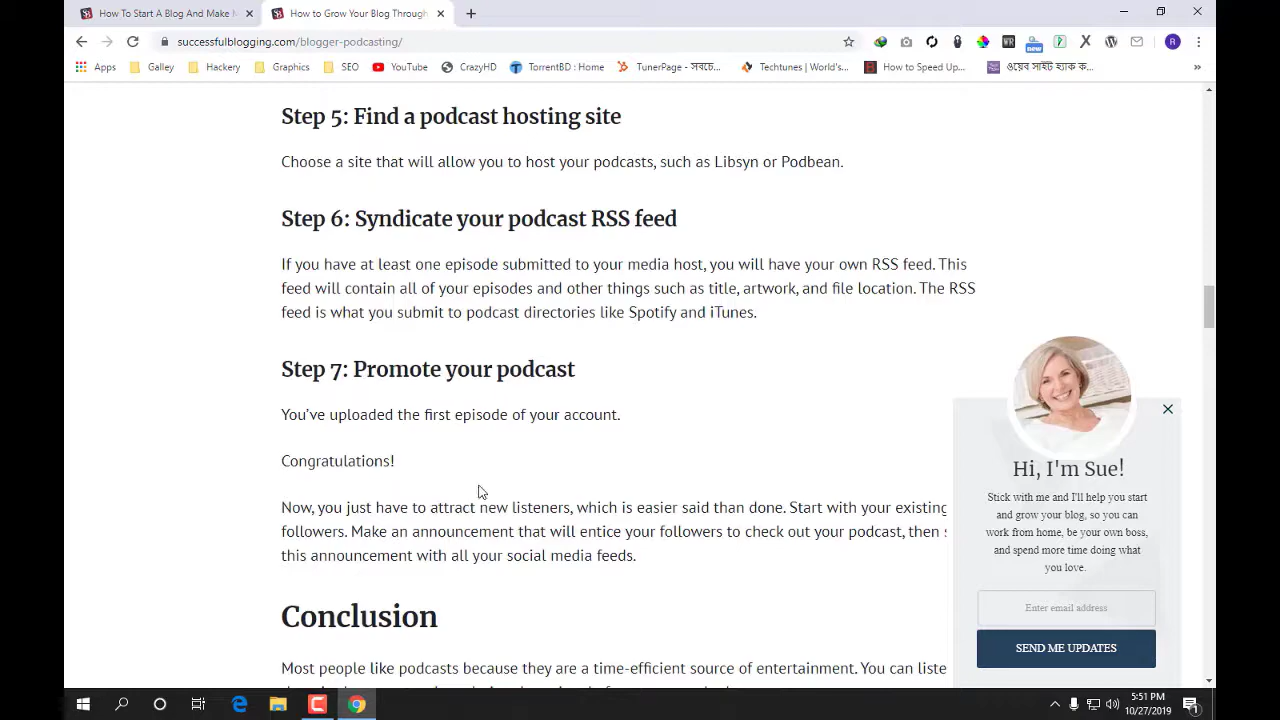 How To Start A Blog And Make M
How to Grow Your Blog Through
successfulblogging.com/blogger-podcasting/
new
WR
R
Apps
Galley
Hackery
Graphics
SEO
YouTube
CrazyHD
TorrentBD : Home
TunerPage - সবচে...
Techtunes | World's...
How to Speed Up...
ওয়েব সাইট হ্যাক ক...
Step 5: Find a podcast hosting site
Choose a site that will allow you to host your podcasts, such as Libsyn or Podbean.
Step 6: Syndicate your podcast RSS feed
If you have at least one episode submitted to your media host, you will have your own RSS feed. This
feed will contain all of your episodes and other things such as title, artwork, and file location. The RSS
feed is what you submit to podcast directories like Spotify and iTunes.
Step 7: Promote your podcast
You've uploaded the first episode of your account.
Congratulations!
Now, you just have to attract new listeners, which is easier said than done. Start with your existing
followers. Make an announcement that will entice your followers to check out your podcast, then
this announcement with all your social media feeds.
Conclusion
Most people like podcasts because they are a time-efficient source of entertainment. You can liste
Hi, I'm Sue!
Stick with me and I'll help you start
and grow your blog, so you can
work from home, be your own boss,
and spend more time doing what
you love.
Enter email address
SEND ME UPDATES
5:51 PM
10/27/2019
1